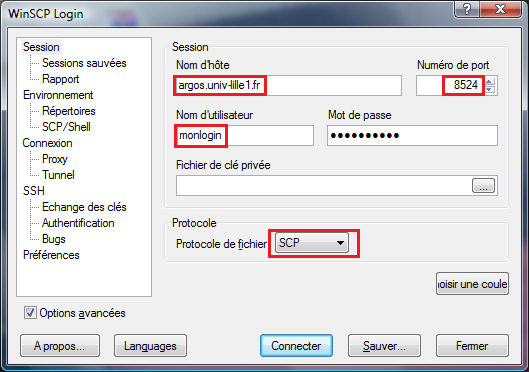 WinSCP Login
Session
Sessions sauvées
Rapport
Environnement
Répertoires
SCP/Shell
Connexion
Proxy
Tunnel
SSH
Echange des clés
Authentification
Bugs
Préférences
Options avancées
Session
Nom d'hôte
Numéro de port
argos.univ-lille1.fr
8524
Nom d'utilisateur
Mot de passe
monlogin
●●●●●●●●●●
Fichier de clé privée
...
Protocole
Protocole de fichier
SCP
oisir une coule
A propos...
Languages
Connecter
Sauver...
Fermer